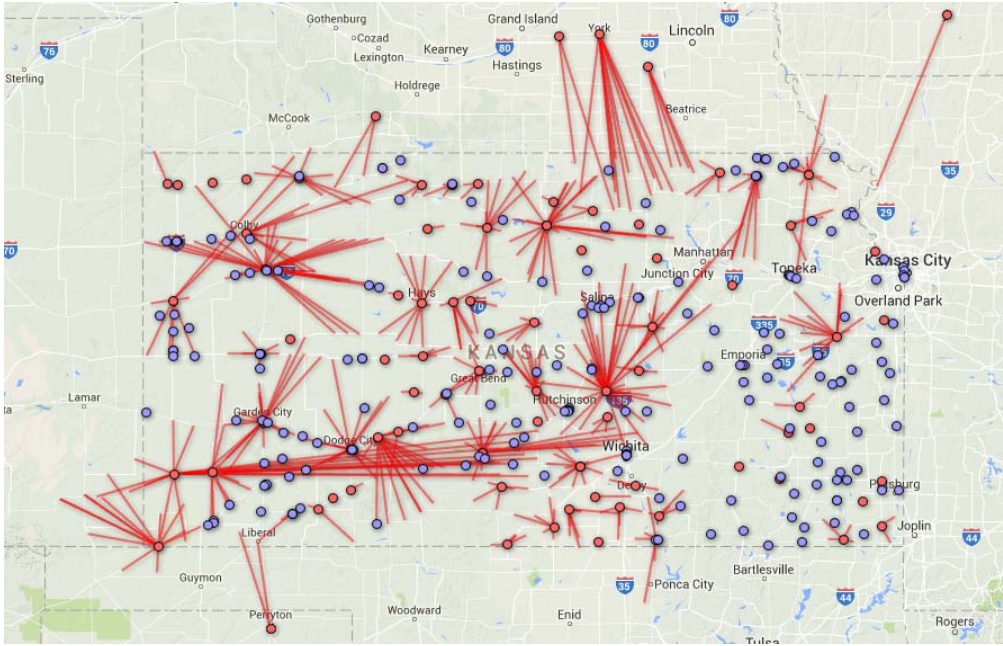 Gothenburg
Cozad
Lexington
Kearney
Grand Island
Hastings
Holdrege
McCook
York
Lincoln
Beatrice
76
80
80
80
Sterling
35
29
Colby
70
Hays
70
Salina
Manhattan
Junction City
70
Topeka
Kansas City
Overland Park
335
35
Emporia
KANSAS
Great Bend
Hutchinson
135
Lamar
Garden City
Dodge City
Wichita
Derby
Pittsburg
Joplin
44
Liberal
Guymon
Perryton
Woodward
Enid
35
Ponca City
Bartlesville
44
Tulsa
Rogers